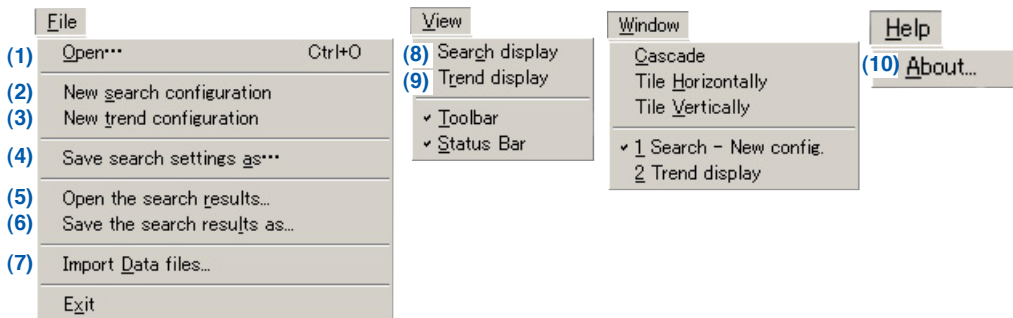 File
(1) Open… Ctrl+O
(2) New search configuration
(3) New trend configuration
(4) Save search settings as…
(5) Open the search results...
(6) Save the search results as...
(7) Import Data files...
Exit
View
(8) Search display
(9) Trend display
✓ Toolbar
✓ Status Bar
Window
Cascade
Tile Horizontally
Tile Vertically
✓ 1 Search - New config.
2 Trend display
Help
(10) About...